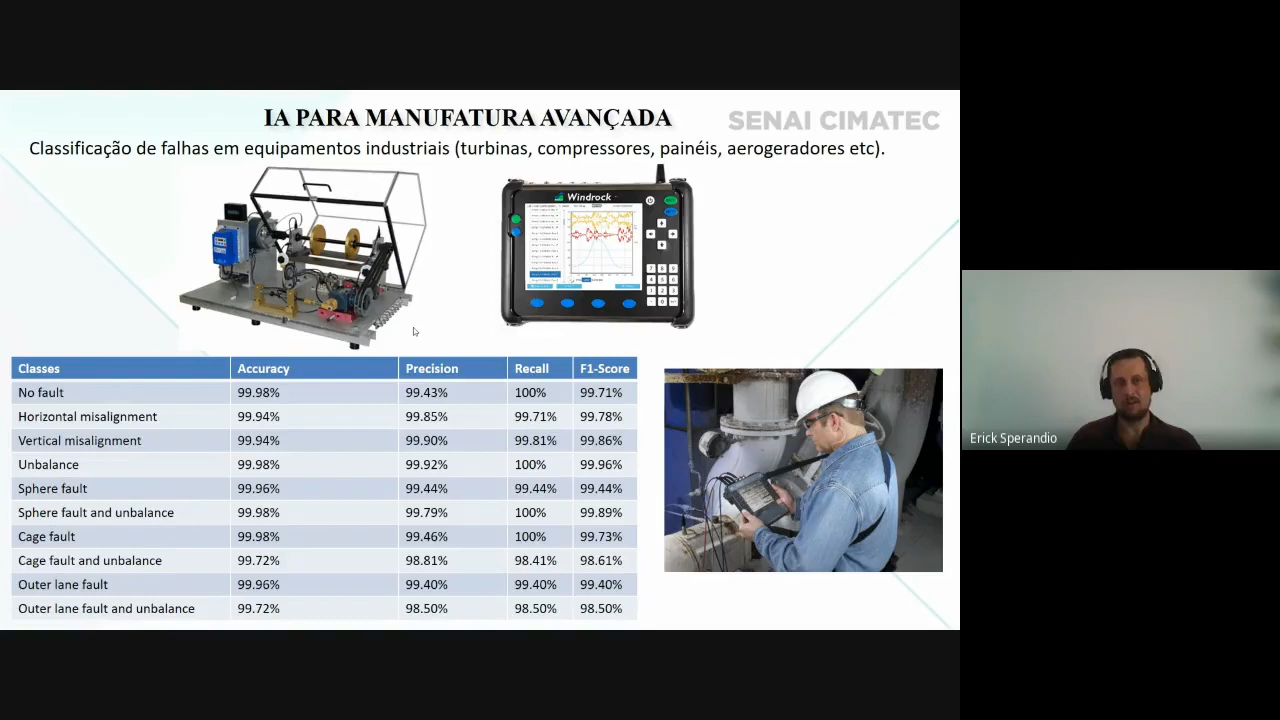 IA PARA MANUFATURA AVANÇADA
SENAI CIMATEC
Classificação de falhas em equipamentos industriais (turbinas, compressores, painéis, aerogeradores etc).
Windrock
Classes Accuracy Precision Recall F1-Score
No fault 99.98% 99.43% 100% 99.71%
Horizontal misalignment 99.94% 99.85% 99.71% 99.78%
Vertical misalignment 99.94% 99.90% 99.81% 99.86%
Unbalance 99.98% 99.92% 100% 99.96%
Sphere fault 99.96% 99.44% 99.44% 99.44%
Sphere fault and unbalance 99.98% 99.79% 100% 99.89%
Cage fault 99.98% 99.46% 100% 99.73%
Cage fault and unbalance 99.72% 98.81% 98.41% 98.61%
Outer lane fault 99.96% 99.40% 99.40% 99.40%
Outer lane fault and unbalance 99.72% 98.50% 98.50% 98.50%
Erick Sperandio